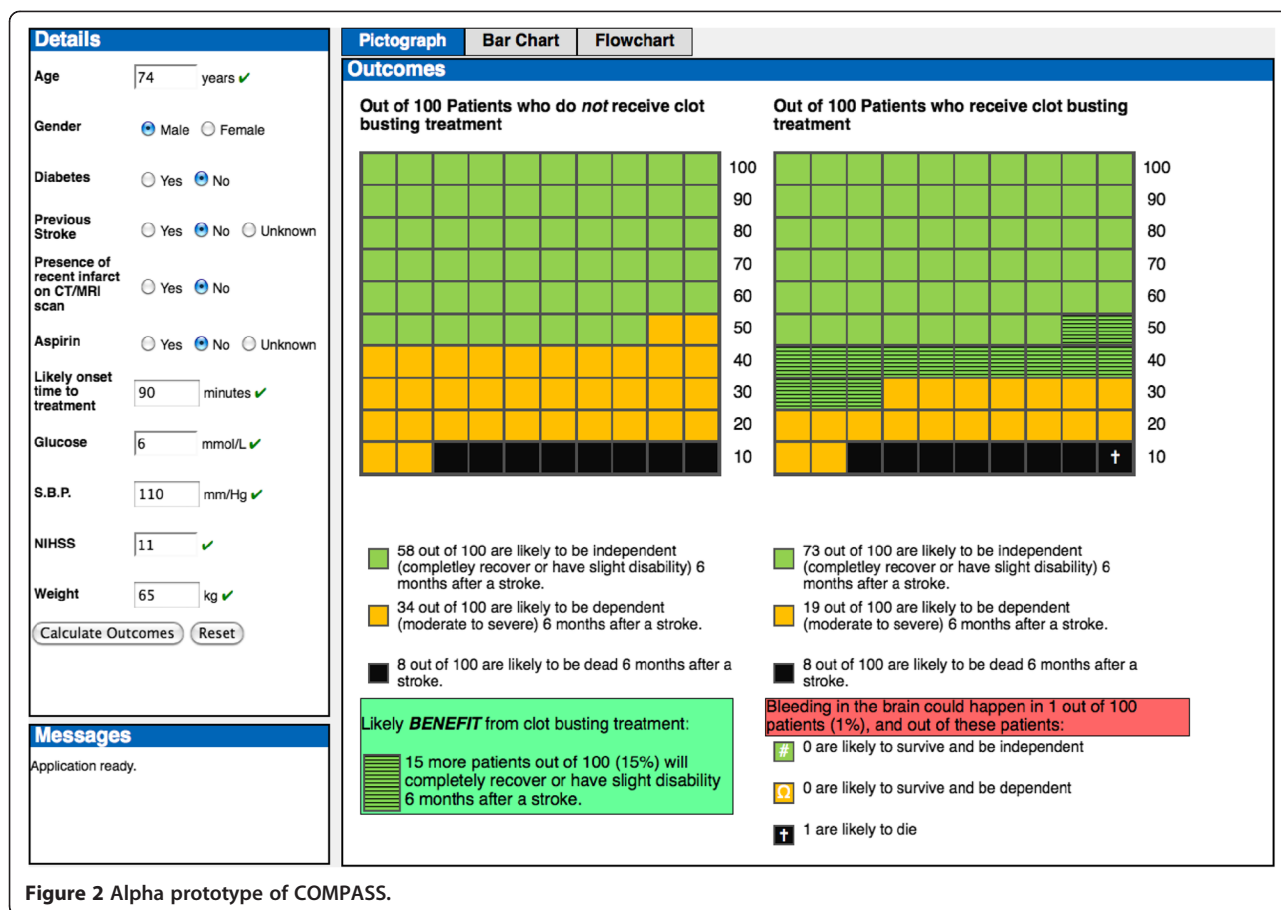 Details
Age 74 years ✔
Gender Male Female
Diabetes Yes No
Previous
Stroke Yes No Unknown
Presence of
recent infarct
on CT/MRI
scan Yes No
Aspirin Yes No Unknown
Likely onset
time to
treatment 90 minutes ✔
Glucose 6 mmol/L ✔
S.B.P. 110 mm/Hg ✔
NIHSS 11 ✔
Weight 65 kg ✔
Calculate Outcomes Reset
Messages
Application ready.
Pictograph Bar Chart Flowchart
Outcomes
Out of 100 Patients who do not receive clot
busting treatment
100
90
80
70
60
50
40
30
20
10
58 out of 100 are likely to be independent
(completley recover or have slight disability) 6
months after a stroke.
34 out of 100 are likely to be dependent
(moderate to severe) 6 months after a stroke.
8 out of 100 are likely to be dead 6 months after a
stroke.
Likely BENEFIT from clot busting treatment:
15 more patients out of 100 (15%) will
completely recover or have slight disability
6 months after a stroke.
Out of 100 Patients who receive clot busting
treatment
100
90
80
70
60
50
40
30
20
✝ 10
73 out of 100 are likely to be independent
(completley recover or have slight disability) 6
months after a stroke.
19 out of 100 are likely to be dependent
(moderate to severe) 6 months after a stroke.
8 out of 100 are likely to be dead 6 months after a
stroke.
Bleeding in the brain could happen in 1 out of 100
patients (1%), and out of these patients:
# 0 are likely to survive and be independent
Ω 0 are likely to survive and be dependent
✝ 1 are likely to die
Figure 2 Alpha prototype of COMPASS.